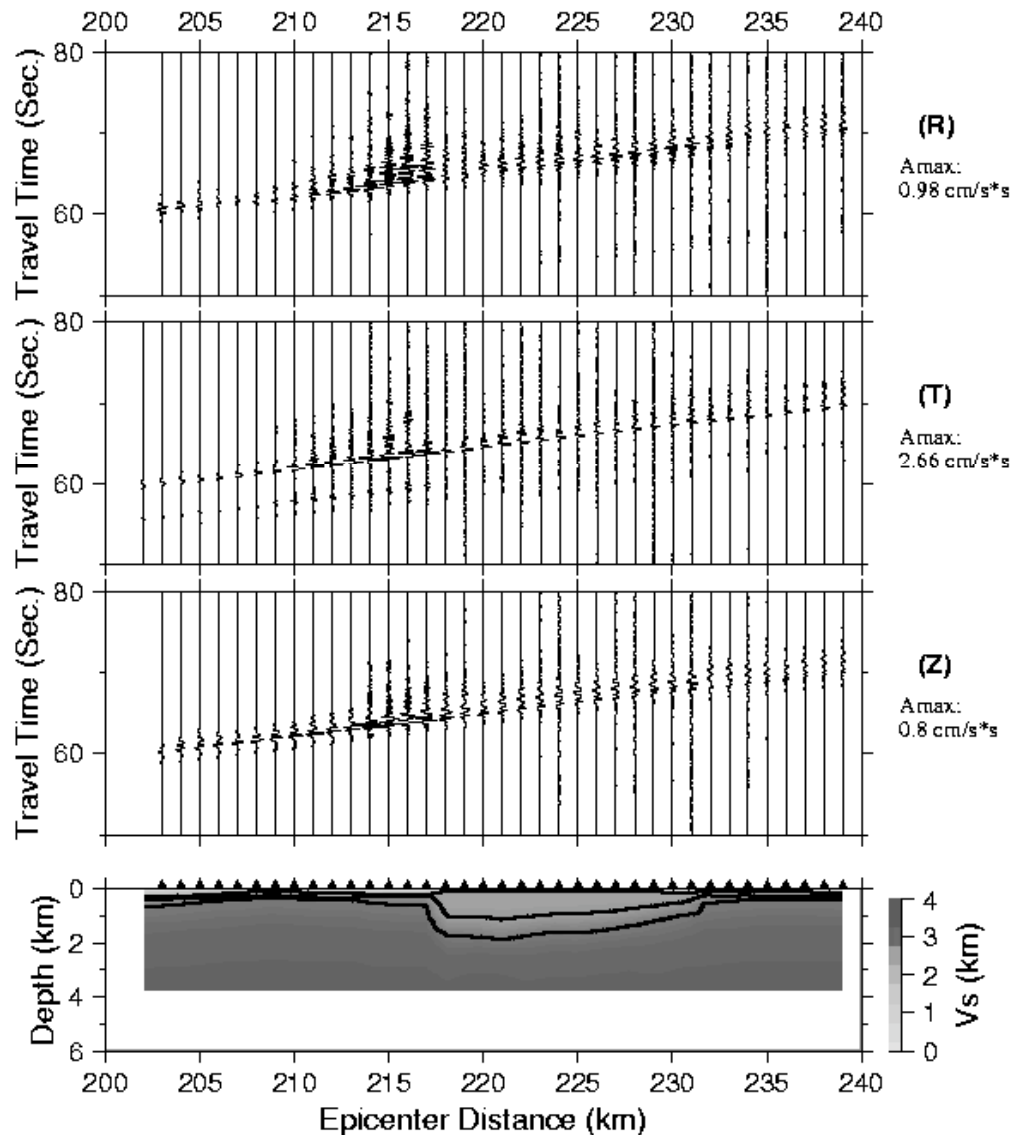 200 205 210 215 220 225 230 235 240
80
60
Travel Time (Sec.)
(R)
Amax:
0.98 cm/s*s
80
60
Travel Time (Sec.)
(T)
Amax:
2.66 cm/s*s
80
60
Travel Time (Sec.)
(Z)
Amax:
0.8 cm/s*s
0
2
4
6
Depth (km)
4
3
2
1
0
Vs (km)
200 205 210 215 220 225 230 235 240
Epicenter Distance (km)